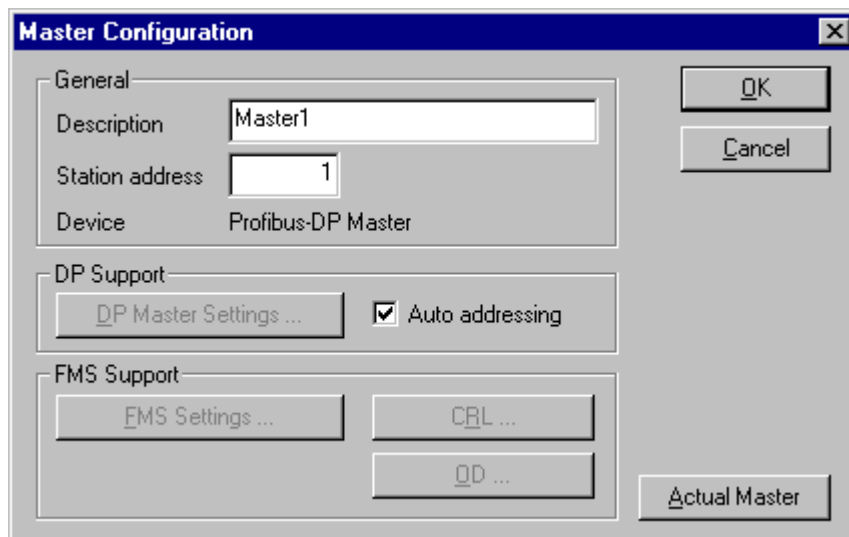 Master Configuration
General
Description Master1
Station address 1
Device Profibus-DP Master
OK
Cancel
DP Support
DP Master Settings ... Auto addressing
FMS Support
FMS Settings ... CRL ...
OD ...
Actual Master